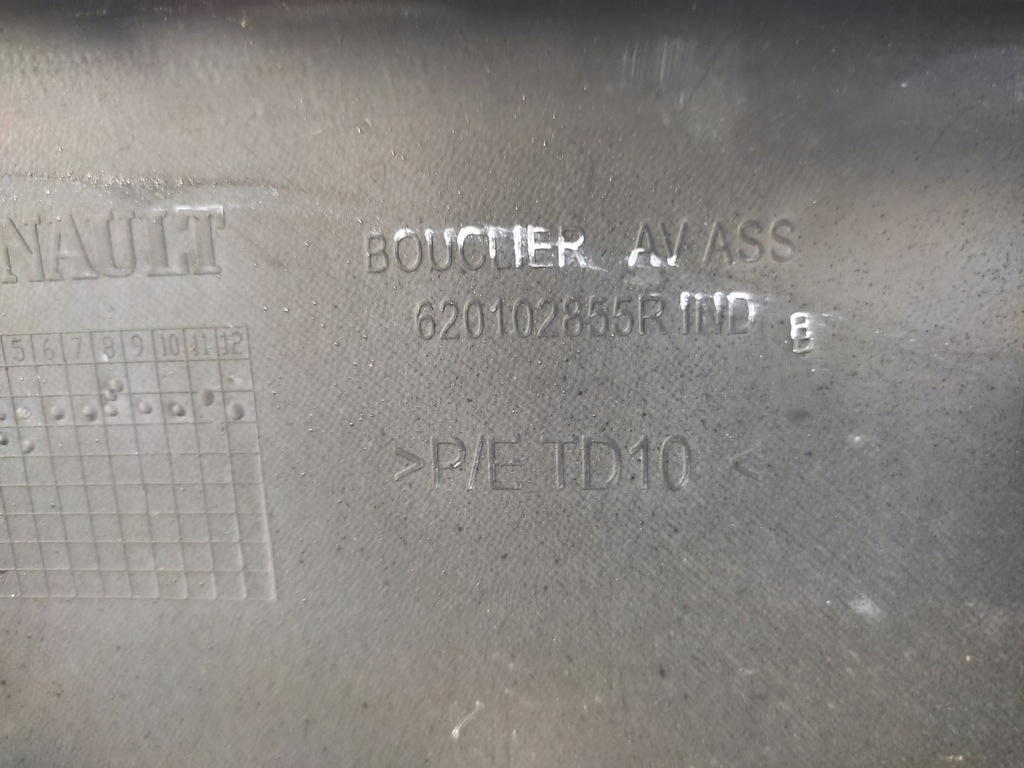 NAULT
BOUCLIER AV ASS
620102855R IND B
5 6 7 8 9 10 11 12
>P/E TD10 <